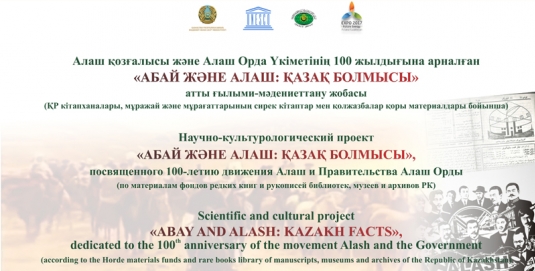 Алаш қозғалысы және Алаш Орда Үкіметінің 100 жылдығына арналған
«АБАЙ ЖӘНЕ АЛАШ: ҚАЗАҚ БОЛМЫСЫ»
атты ғылыми-мәдениеттану жобасы
(ҚР кітапханалары, мұражай және мұрағаттарының сирек кітаптар мен қолжазбалар қоры материалдары бойынша)
Научно-культурологический проект
«АБАЙ ЖӘНЕ АЛАШ: ҚАЗАҚ БОЛМЫСЫ»,
посвященного 100-летию движения Алаш и Правительства Алаш Орды
(по материалам фондов редких книг и рукописей библиотек, музеев и архивов РК)
Scientific and cultural project
«ABAY AND ALASH: KAZAKH FACTS»,
dedicated to the 100th anniversary of the movement Alash and the Government
(according to the Horde materials funds and rare books library of manuscripts, museums and archives of the Republic of Kazakhstan)